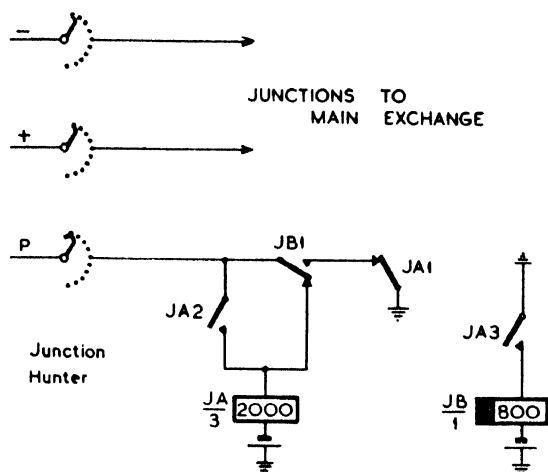 −
JUNCTIONS TO
MAIN EXCHANGE
+
P
JB1
JA1
JA2
JA3
Junction
Hunter
JA
3
2000
JB
1
800